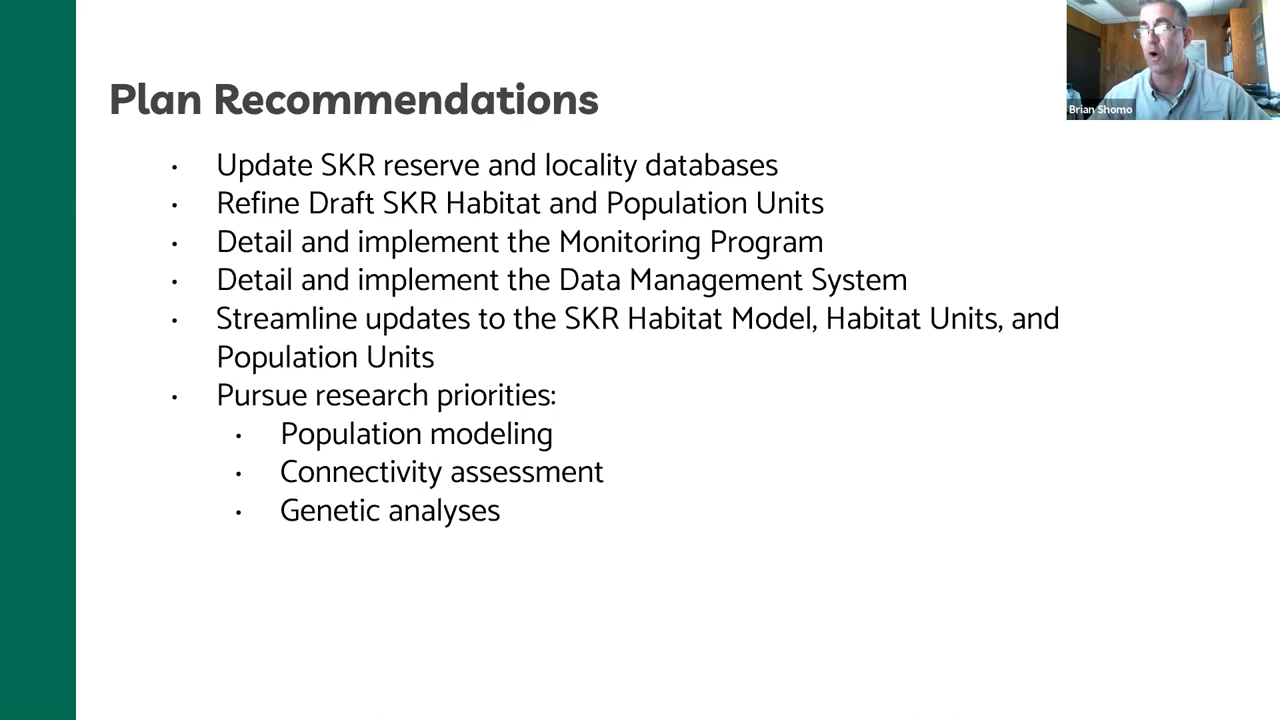 Plan Recommendations
Brian Shomo
• Update SKR reserve and locality databases
• Refine Draft SKR Habitat and Population Units
• Detail and implement the Monitoring Program
• Detail and implement the Data Management System
• Streamline updates to the SKR Habitat Model, Habitat Units, and
Population Units
• Pursue research priorities:
• Population modeling
• Connectivity assessment
• Genetic analyses